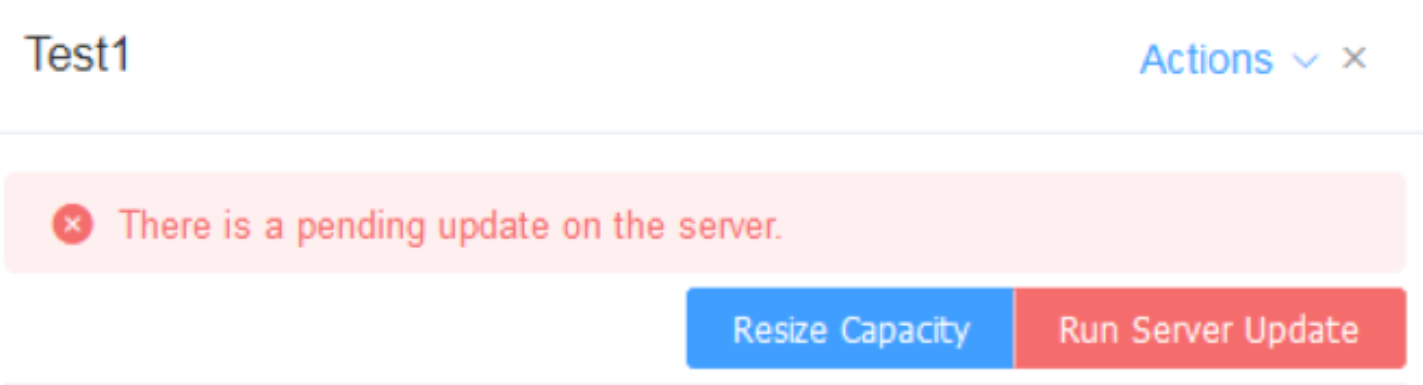 Test1
Actions
There is a pending update on the server.
Resize Capacity
Run Server Update